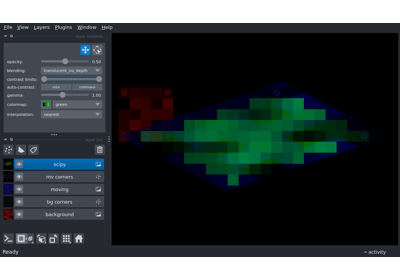 File View Layers Plugins Window Help
opacity: 0.50
blending: translucent_no_depth
contrast limits:
auto-contrast: once continuous
gamma: 1.00
colormap: green
interpolation: nearest
scipy
mv corners
moving
bg corners
background
Ready
activity